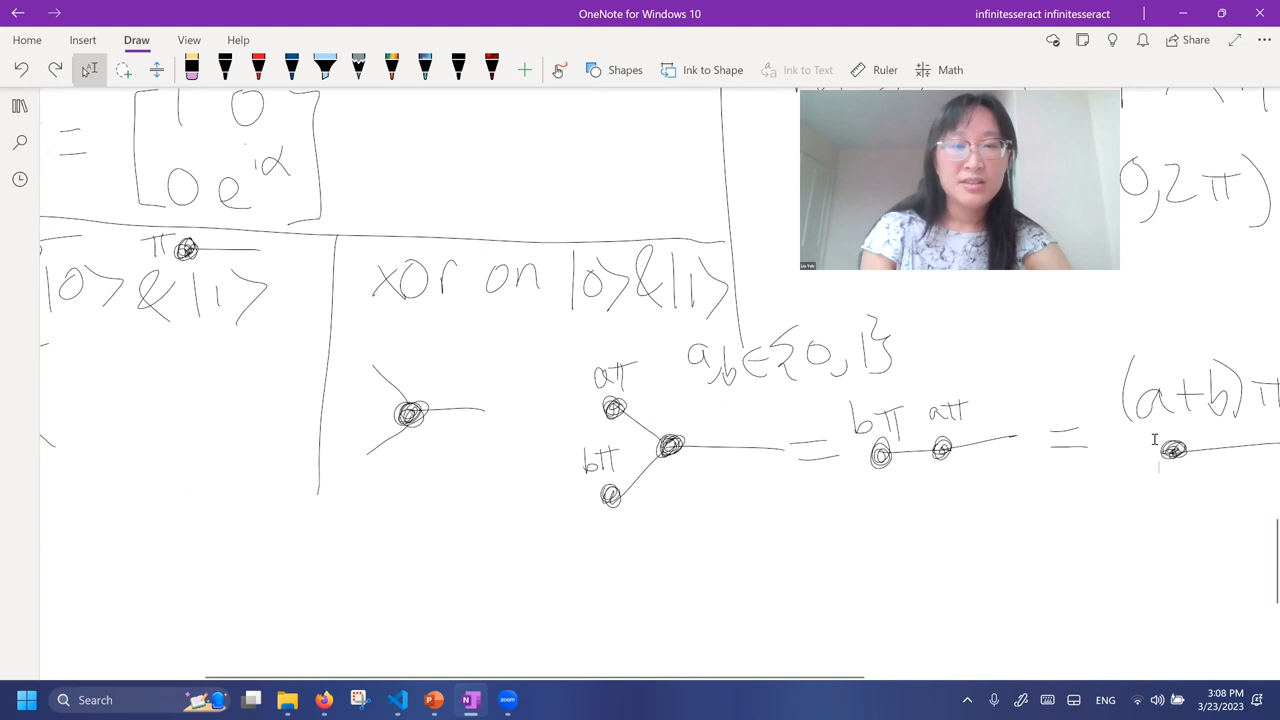 OneNote for Windows 10
infinitesseract infinitesseract
Home Insert Draw View Help
Share
Shapes
Ink to Shape
Ink to Text
Ruler
Math
1 0
=
0 e^iα
0,2π)
π
|0>&|1>
xor on |0>&|1>
a,b∈{0,1}
aπ
bπ
=
bπ aπ
=
(a+b)π
Lia Yeh
Search
ENG
3:08 PM
3/23/2023